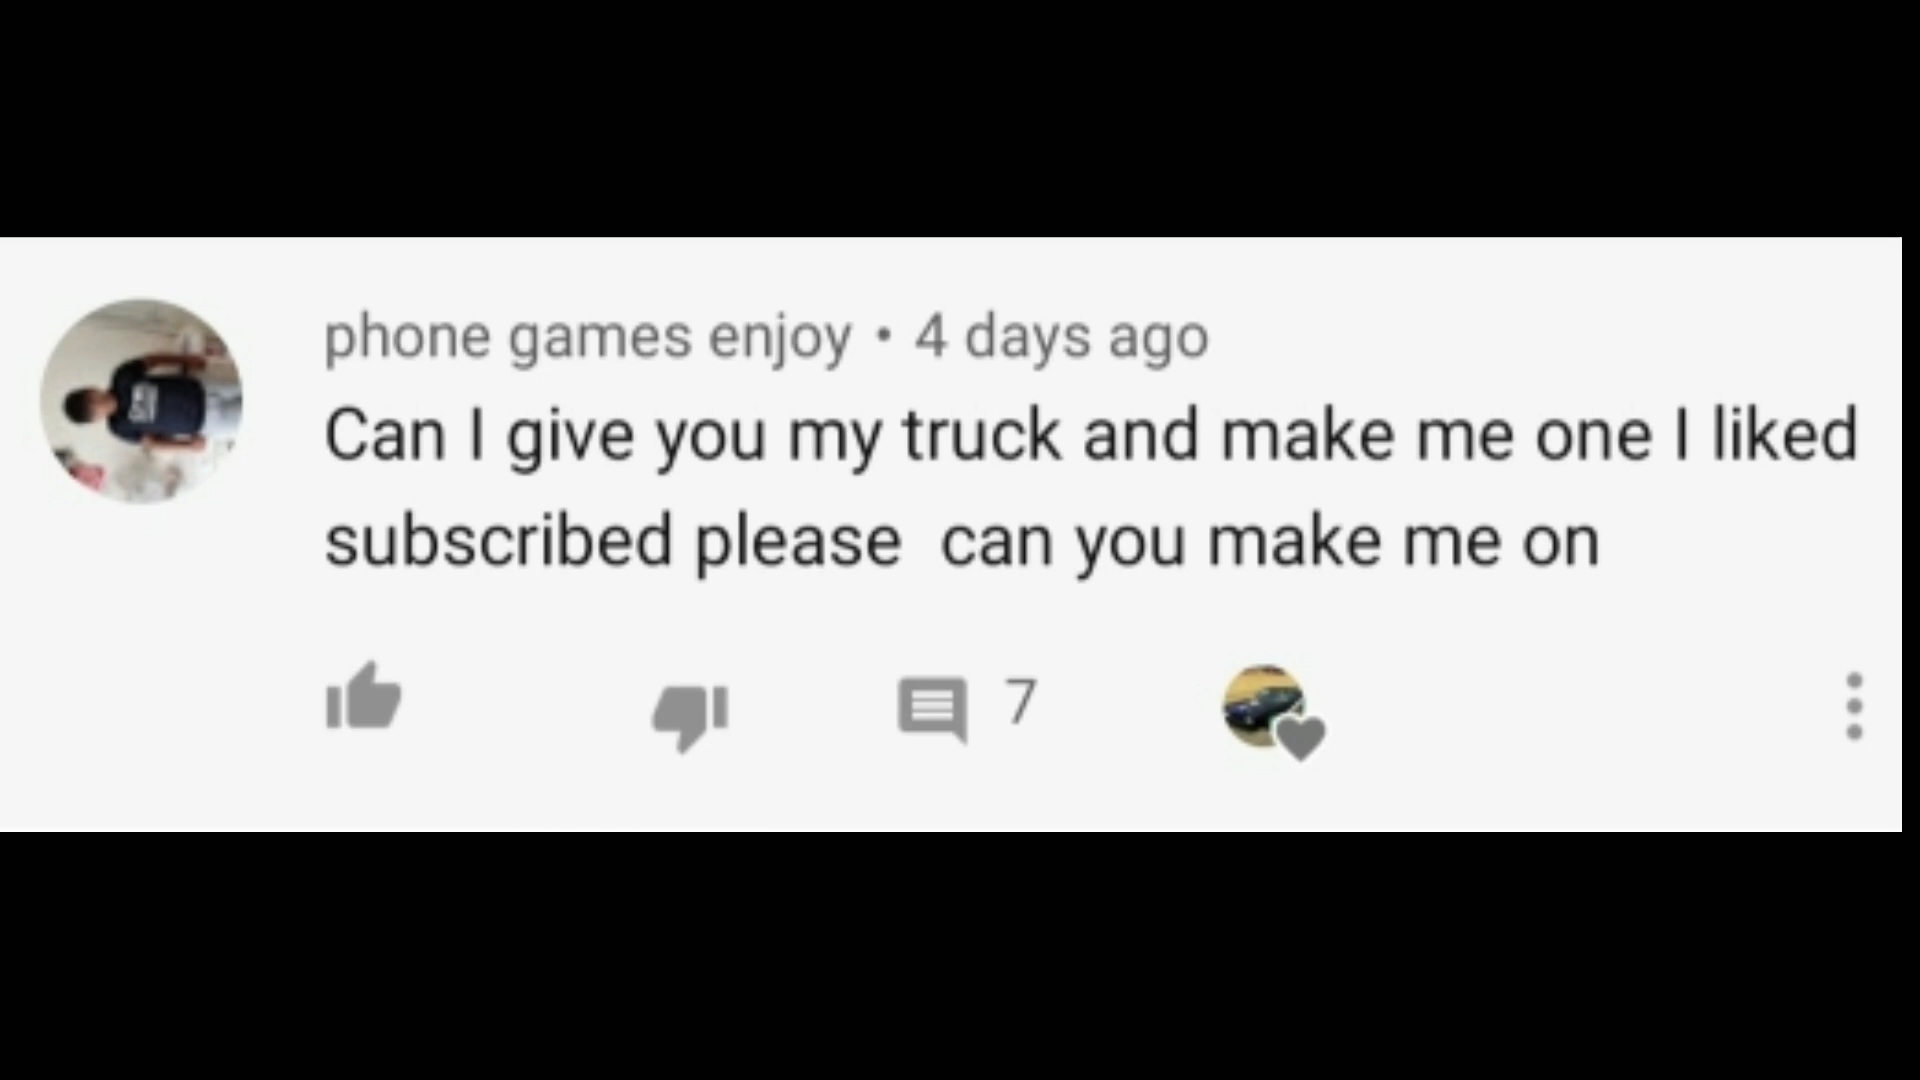 phone games enjoy • 4 days ago
Can I give you my truck and make me one I liked
subscribed please  can you make me on
7